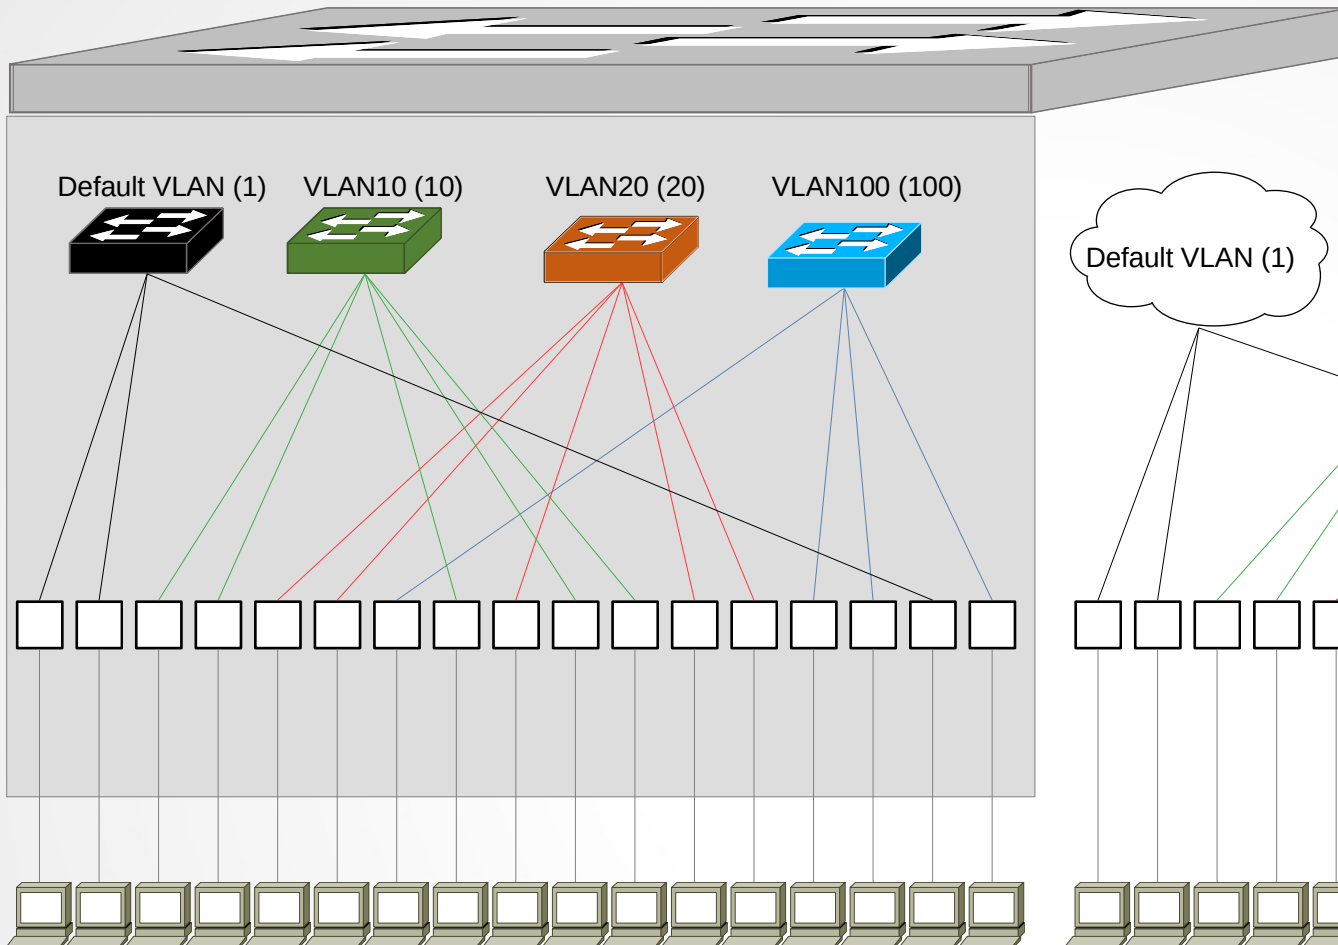 Default VLAN (1)
VLAN10 (10)
VLAN20 (20)
VLAN100 (100)
Default VLAN (1)